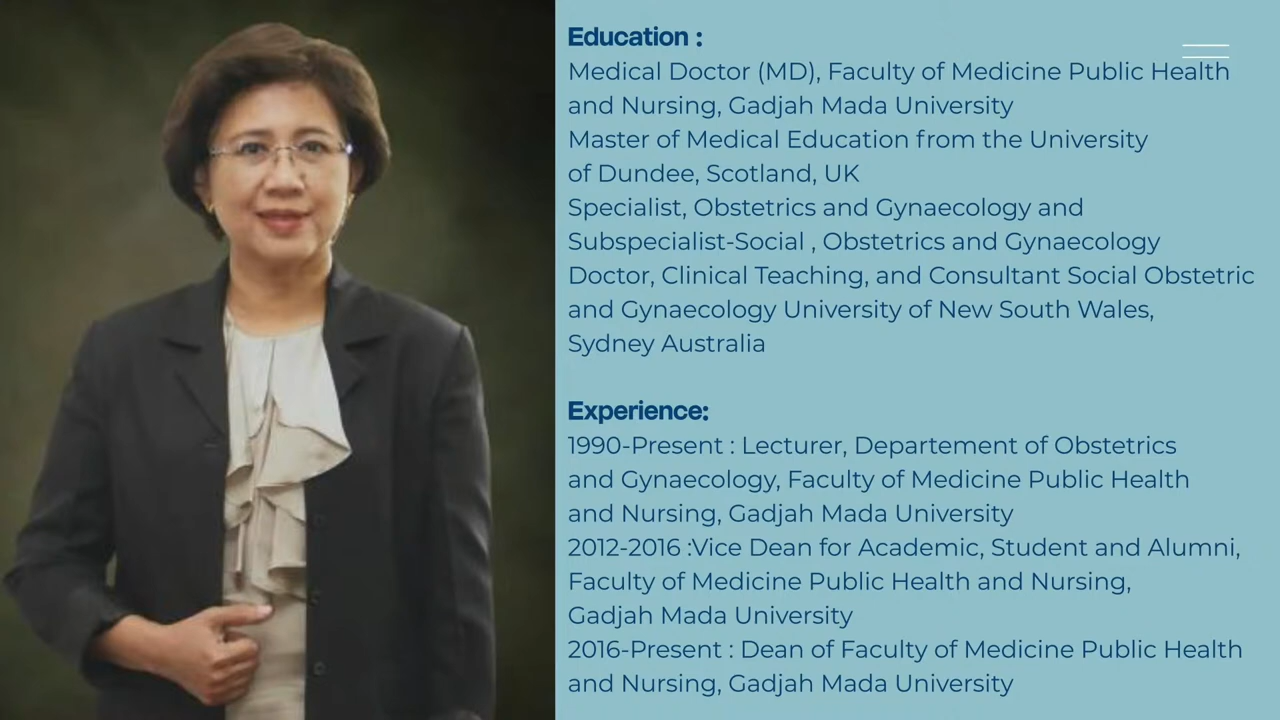 Education :
Medical Doctor (MD), Faculty of Medicine Public Health
and Nursing, Gadjah Mada University
Master of Medical Education from the University
of Dundee, Scotland, UK
Specialist, Obstetrics and Gynaecology and
Subspecialist-Social , Obstetrics and Gynaecology
Doctor, Clinical Teaching, and Consultant Social Obstetric
and Gynaecology University of New South Wales,
Sydney Australia
Experience:
1990-Present : Lecturer, Departement of Obstetrics
and Gynaecology, Faculty of Medicine Public Health
and Nursing, Gadjah Mada University
2012-2016 :Vice Dean for Academic, Student and Alumni,
Faculty of Medicine Public Health and Nursing,
Gadjah Mada University
2016-Present : Dean of Faculty of Medicine Public Health
and Nursing, Gadjah Mada University